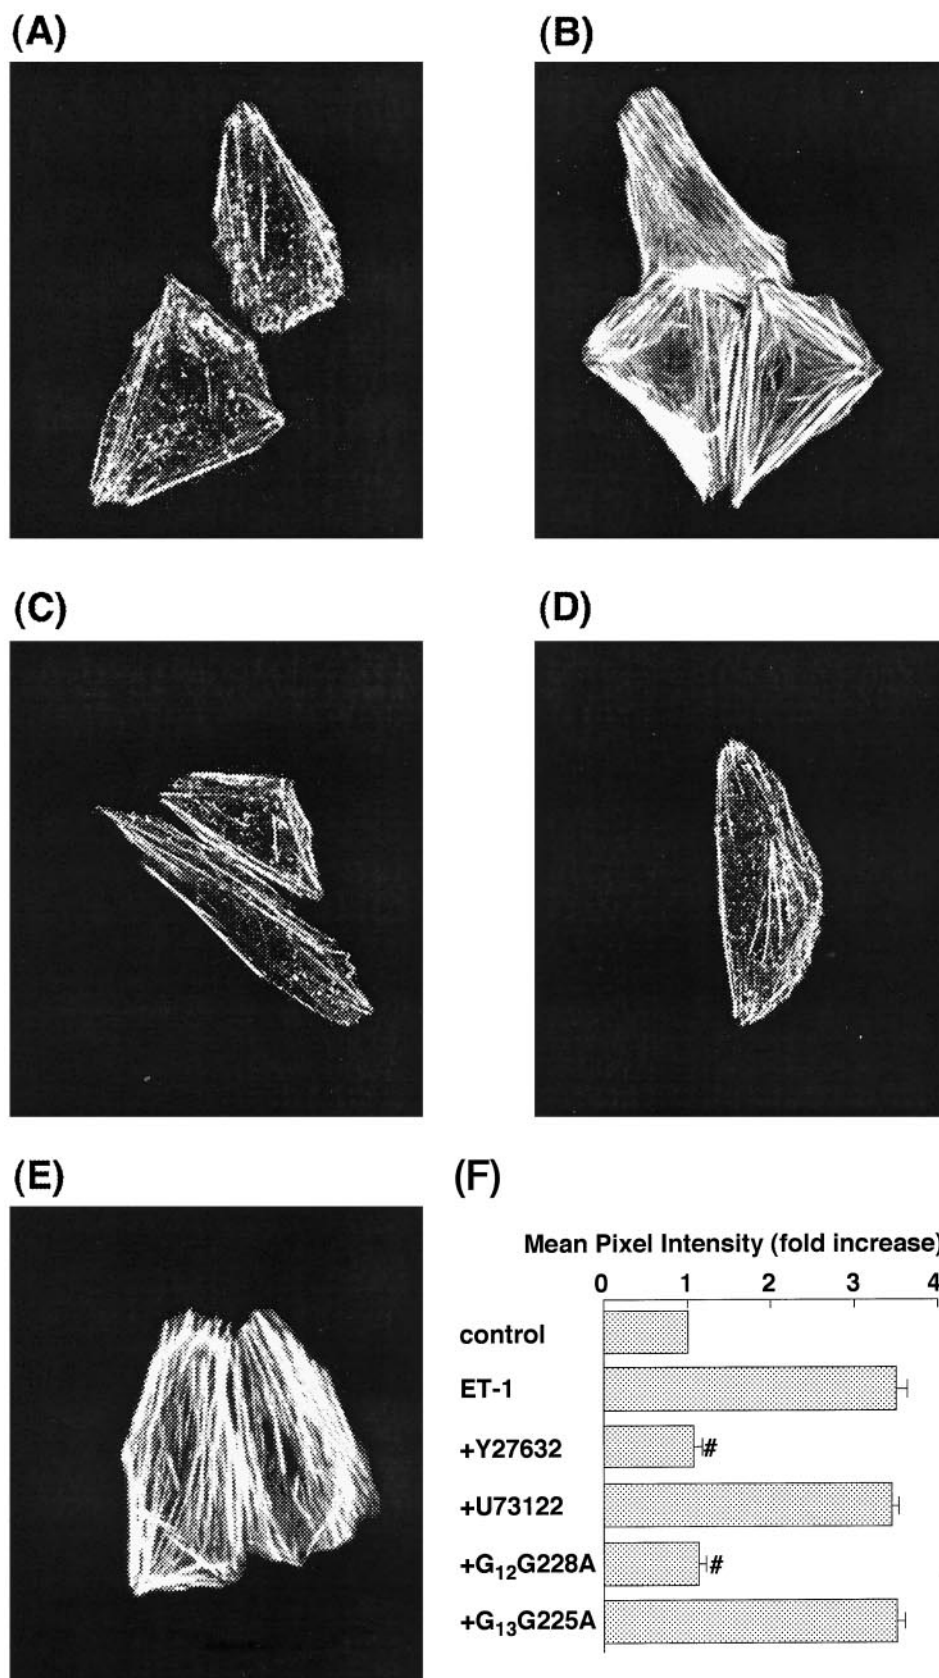 (A)
(B)
(C)
(D)
(E)
(F)
Mean Pixel Intensity (fold increase)
0 1 2 3 4
control
ET-1
+Y27632 #
+U73122
+G₁₂G228A #
+G₁₃G225A